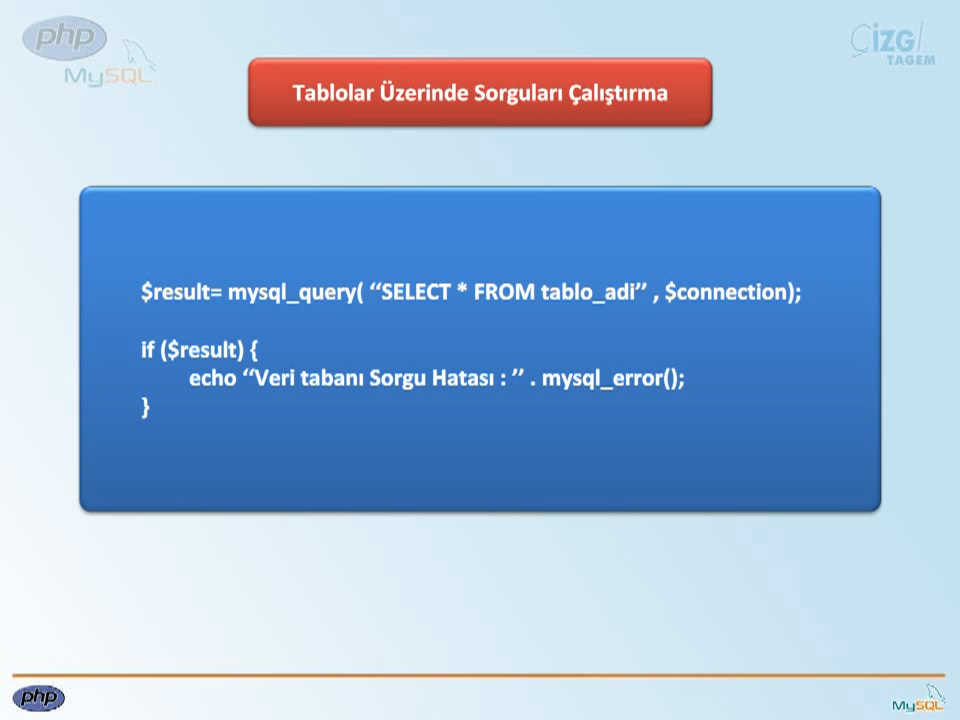 php
MySQL
ÇizGi
TAGEM
Tablolar Üzerinde Sorguları Çalıştırma
$result= mysql_query( “SELECT * FROM tablo_adi” , $connection);
if ($result) {
echo “Veri tabanı Sorgu Hatası : ” . mysql_error();
}
php
MySQL